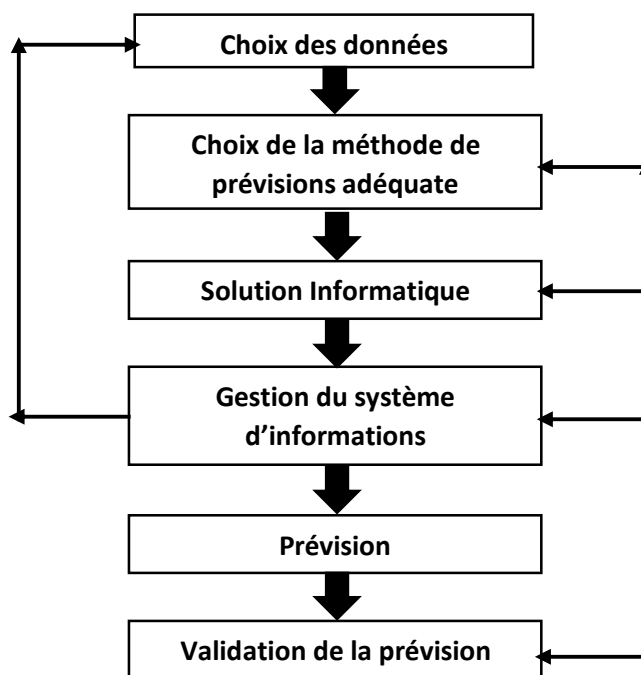 Choix des données
Choix de la méthode de
prévisions adéquate
Solution Informatique
Gestion du système
d’informations
Prévision
Validation de la prévision